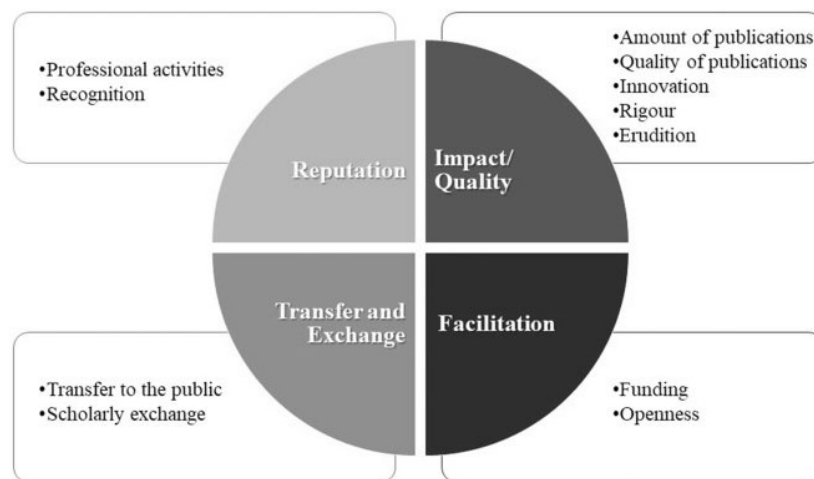 •Professional activities
•Recognition
•Amount of publications
•Quality of publications
•Innovation
•Rigour
•Erudition
Reputation
Impact/
Quality
Transfer and
Exchange
Facilitation
•Transfer to the public
•Scholarly exchange
•Funding
•Openness